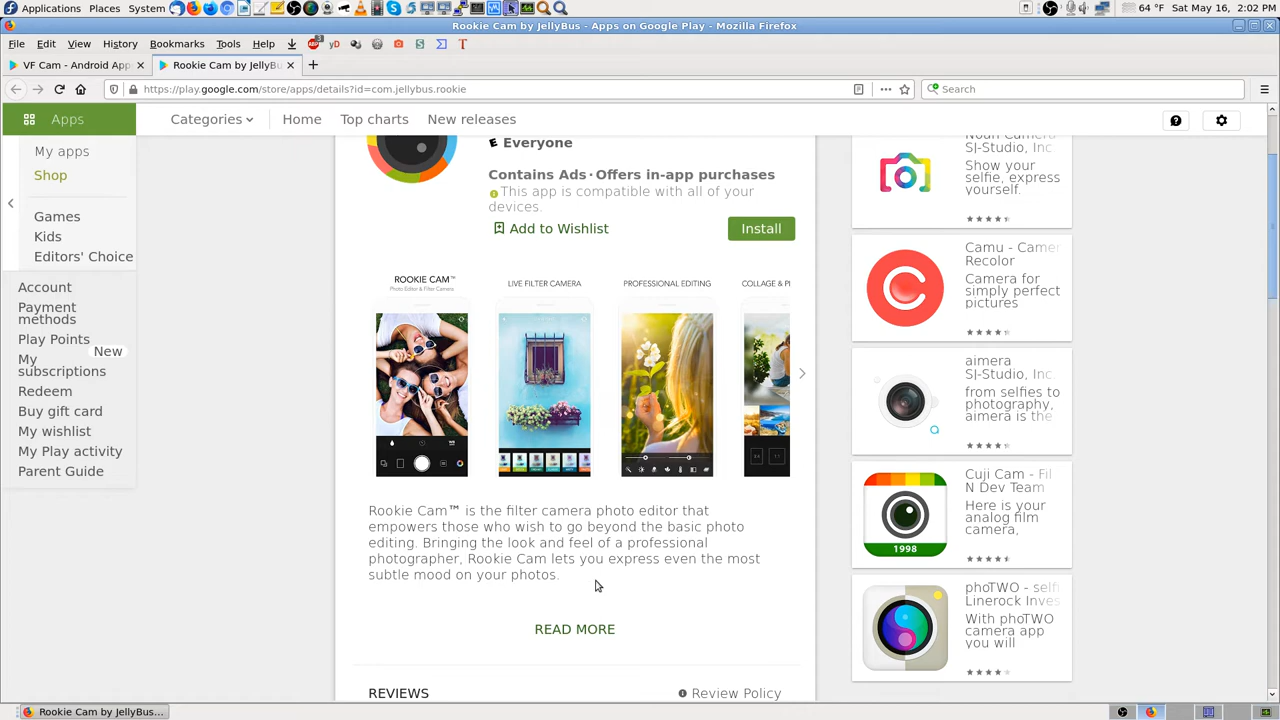 Applications Places System 64 °F Sat May 16, 2:02 PM
Rookie Cam by JellyBus - Apps on Google Play - Mozilla Firefox
File Edit View History Bookmarks Tools Help
VF Cam - Android App Rookie Cam by JellyBu
https://play.google.com/store/apps/details?id=com.jellybus.rookie Search
Apps Categories Home Top charts New releases
My apps
Shop
Games
Kids
Editors' Choice
Account
Payment methods
Play Points
New
My subscriptions
Redeem
Buy gift card
My wishlist
My Play activity
Parent Guide
E Everyone
Contains Ads · Offers in-app purchases
This app is compatible with all of your
devices.
Add to Wishlist Install
ROOKIE CAM™
Photo Editor & Filter Camera
LIVE FILTER CAMERA
PROFESSIONAL EDITING
COLLAGE & PI
Rookie Cam™ is the filter camera photo editor that
empowers those who wish to go beyond the basic photo
editing. Bringing the look and feel of a professional
photographer, Rookie Cam lets you express even the most
subtle mood on your photos.
READ MORE
REVIEWS Review Policy
SJ-Studio, Inc
Show your
selfie, express
yourself.
Camu - Camer
Recolor
Camera for
simply perfect
pictures
aimera
SJ-Studio, Inc.
from selfies to
photography,
aimera is the
Cuji Cam - Fil
N Dev Team
Here is your
analog film
camera,
1998
phoTWO - self
Linerock Inves
With phoTWO
camera app
you will
Rookie Cam by JellyBus...